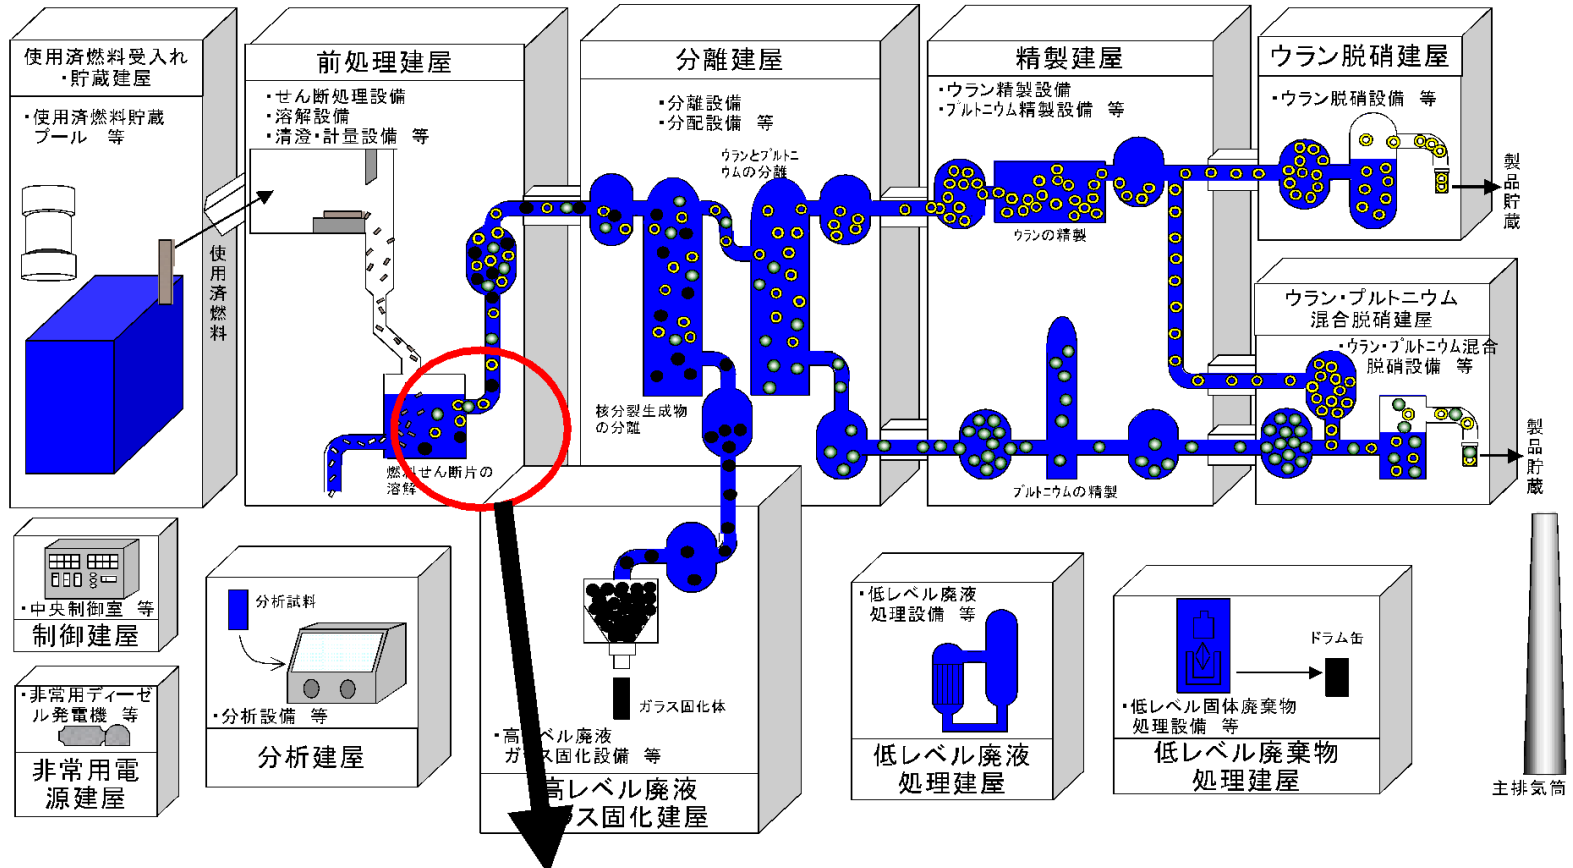 使用済燃料受入れ
・貯蔵建屋
・使用済燃料貯蔵
プール 等
使用済燃料
前処理建屋
・せん断処理設備
・溶解設備
・清澄・計量設備 等
燃料せん断片の
溶解
分離建屋
・分離設備
・分配設備 等
ウランとプルトニ
ウムの分離
核分裂生成物
の分離
精製建屋
・ウラン精製設備
・プルトニウム精製設備 等
ウランの精製
プルトニウムの精製
ウラン脱硝建屋
・ウラン脱硝設備 等
製品貯蔵
ウラン・プルトニウム
混合脱硝建屋
・ウラン・プルトニウム混合
脱硝設備 等
製品貯蔵
・中央制御室 等
制御建屋
・非常用ディーゼ
ル発電機 等
非常用電
源建屋
分析試料
・分析設備 等
分析建屋
ガラス固化体
・高レベル廃液
ガラス固化設備 等
高レベル廃液
ガラス固化建屋
・低レベル廃液
処理設備 等
低レベル廃液
処理建屋
ドラム缶
・低レベル固体廃棄物
処理設備 等
低レベル廃棄物
処理建屋
主排気筒